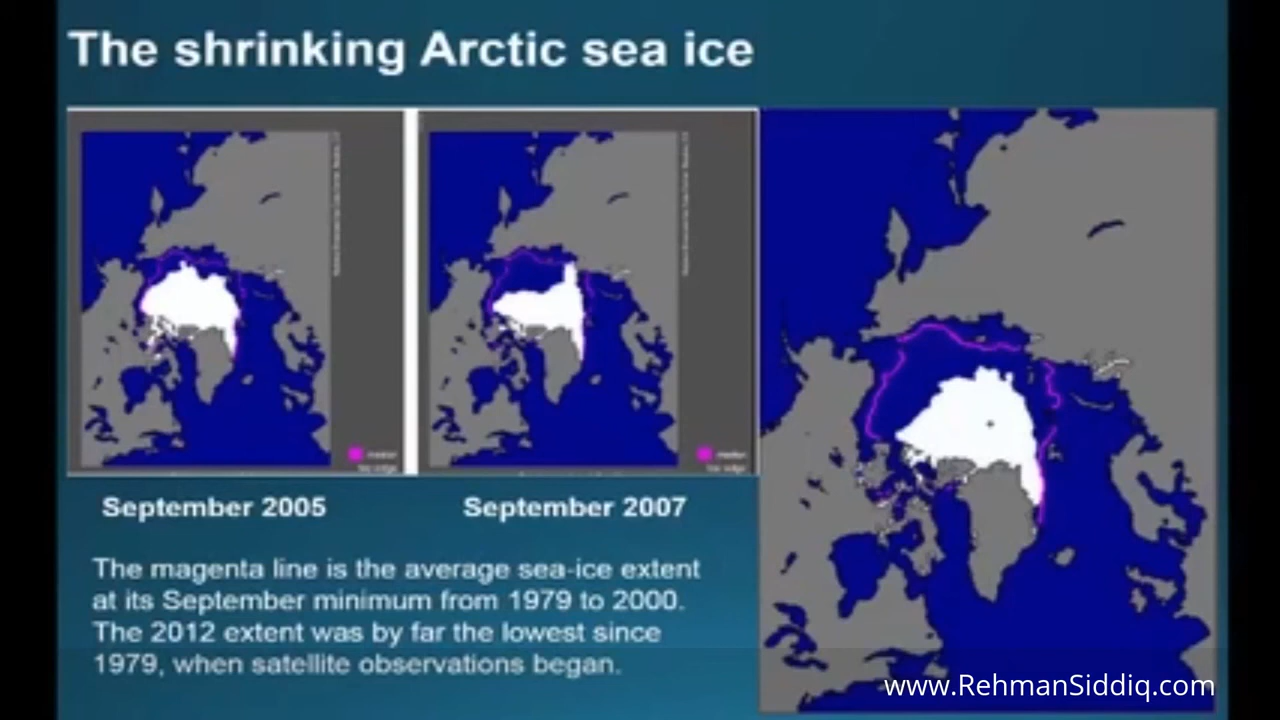 The shrinking Arctic sea ice
September 2005
September 2007
The magenta line is the average sea-ice extent
at its September minimum from 1979 to 2000.
The 2012 extent was by far the lowest since
1979, when satellite observations began.
www.RehmanSiddiq.com